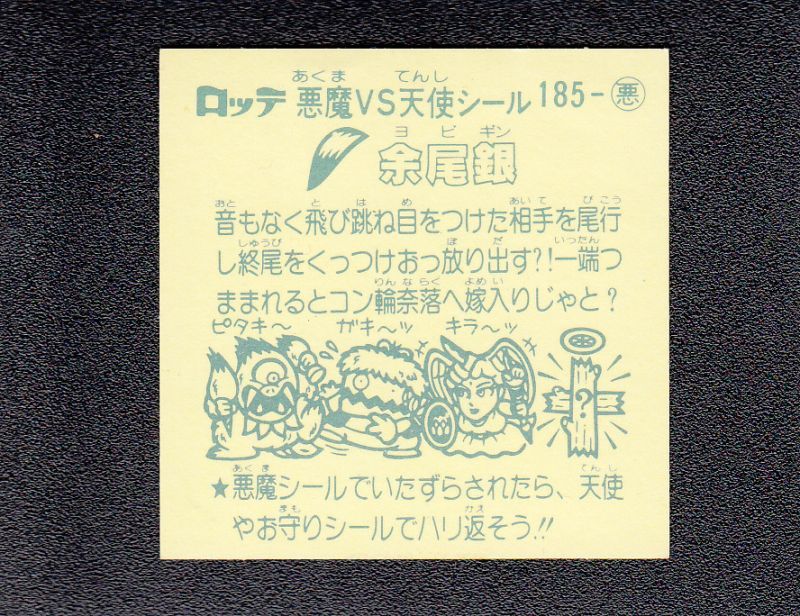 あくま てんし
ロッテ 悪魔VS天使シール 185-悪
ヨビギン
余尾銀
おと と は め あいて びこう
音もなく飛び跳ね目をつけた相手を尾行
しゅうび ほ だ いったん
し終尾をくっつけおっ放り出す?!一端つ
りんならく よめい
ままれるとコン輪奈落へ嫁入りじゃと?
ピタキ〜 ガキ〜ッ キラ〜ッ
?
あくま てんし
★悪魔シールでいたずらされたら、天使
まも かえ
やお守りシールでハリ返そう!!